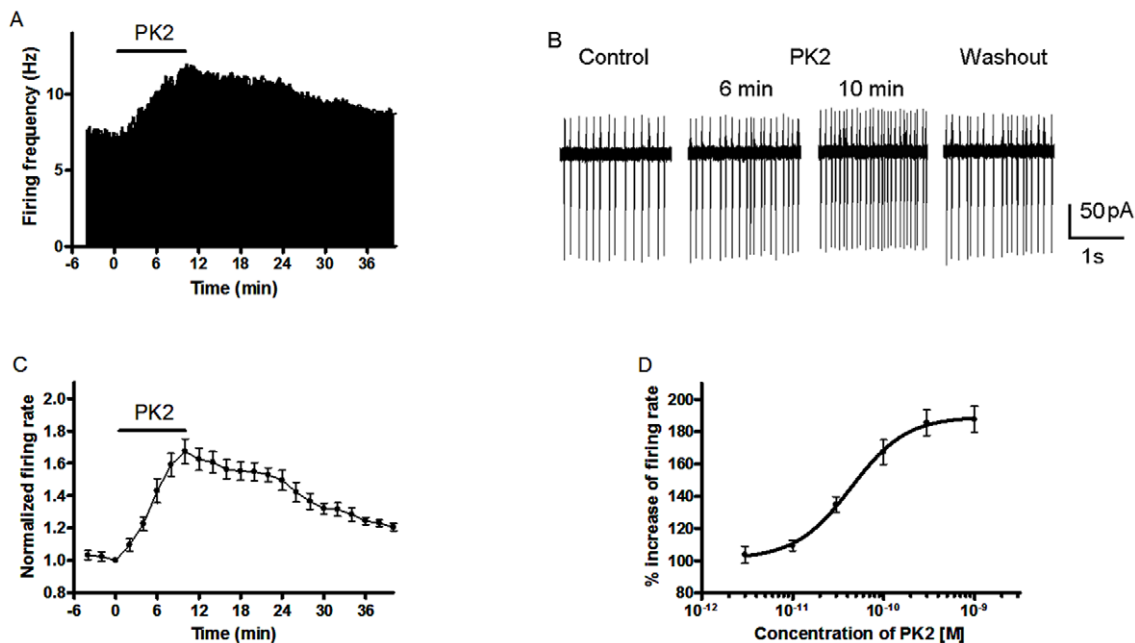 A
PK2
Firing frequency (Hz)
10
5
0
-6 0 6 12 18 24 30 36
Time (min)
B
Control PK2 Washout
6 min 10 min
50 pA
1s
C
PK2
Normalized firing rate
2.0
1.8
1.6
1.4
1.2
1.0
0.8
-6 0 6 12 18 24 30 36
Time (min)
D
% increase of firing rate
200
180
160
140
120
100
80
10-12 10-11 10-10 10-9
Concentration of PK2 [M]